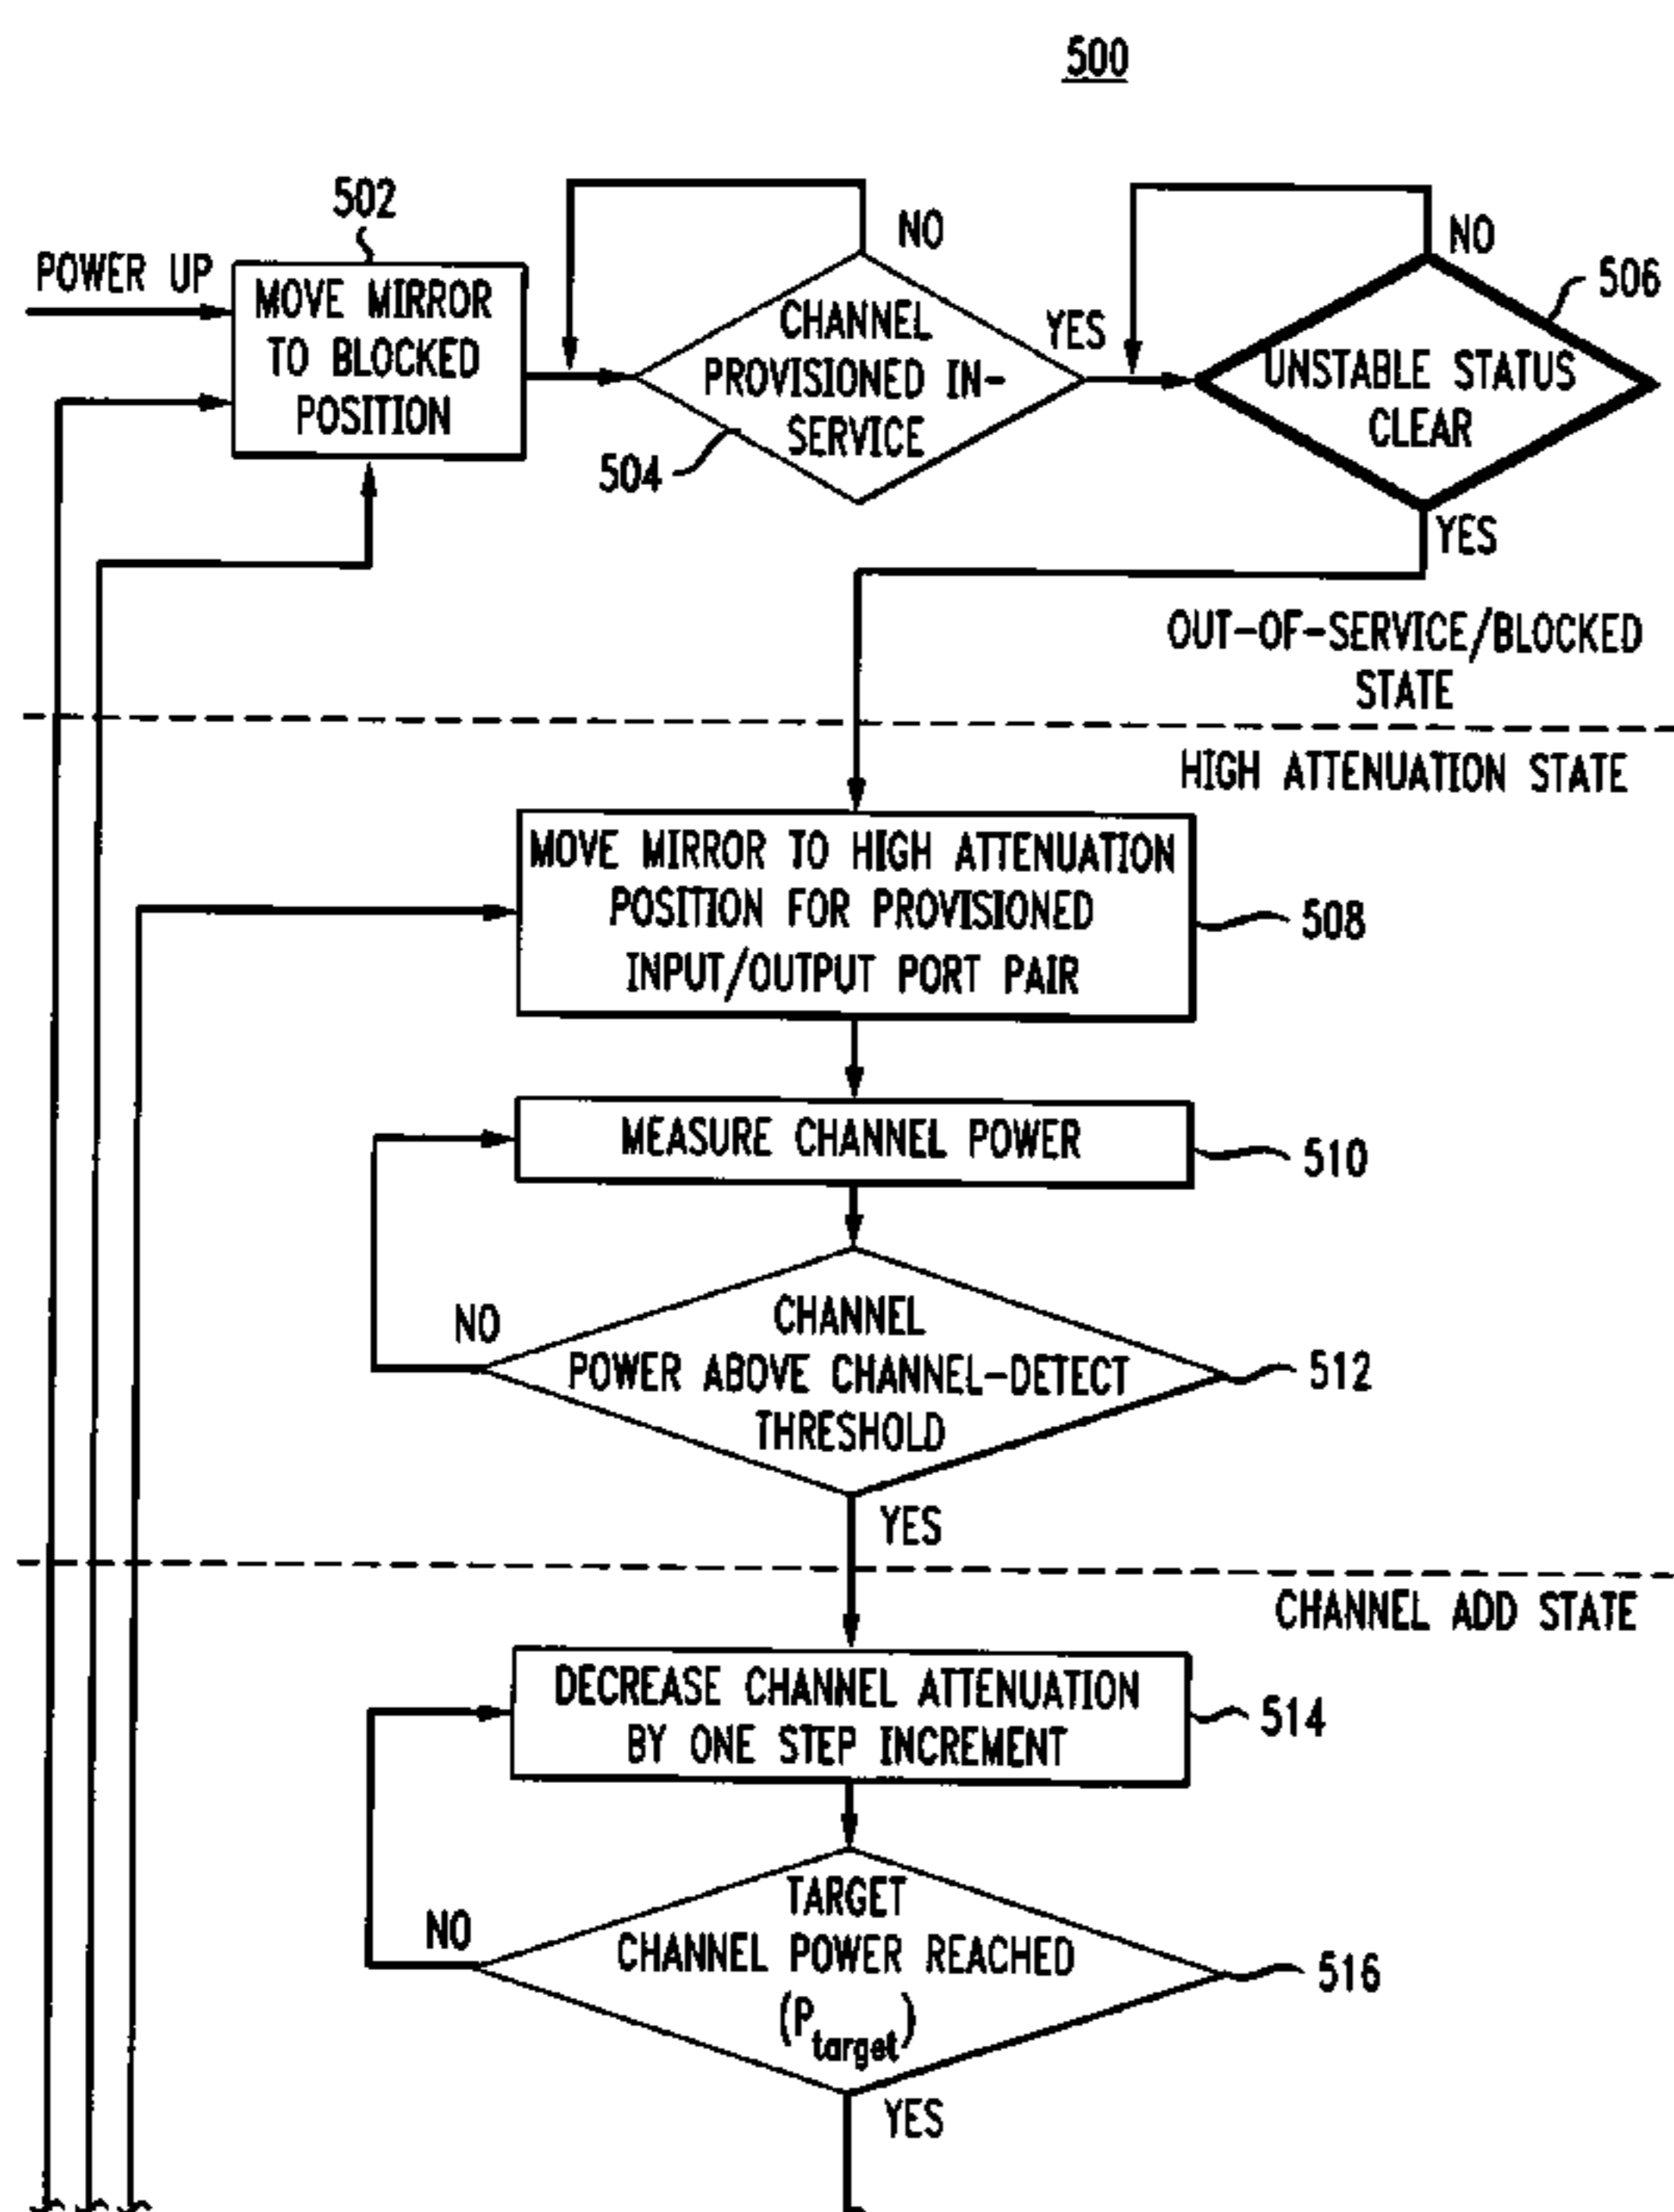 500
502
POWER UP
MOVE MIRROR
TO BLOCKED
POSITION
NO
CHANNEL
PROVISIONED IN-
SERVICE
504
YES
NO
506
UNSTABLE STATUS
CLEAR
YES
OUT-OF-SERVICE/BLOCKED
STATE
HIGH ATTENUATION STATE
MOVE MIRROR TO HIGH ATTENUATION
POSITION FOR PROVISIONED
INPUT/OUTPUT PORT PAIR
508
MEASURE CHANNEL POWER
510
NO
CHANNEL
POWER ABOVE CHANNEL-DETECT
THRESHOLD
512
YES
CHANNEL ADD STATE
DECREASE CHANNEL ATTENUATION
BY ONE STEP INCREMENT
514
NO
TARGET
CHANNEL POWER REACHED
(Ptarget)
516
YES